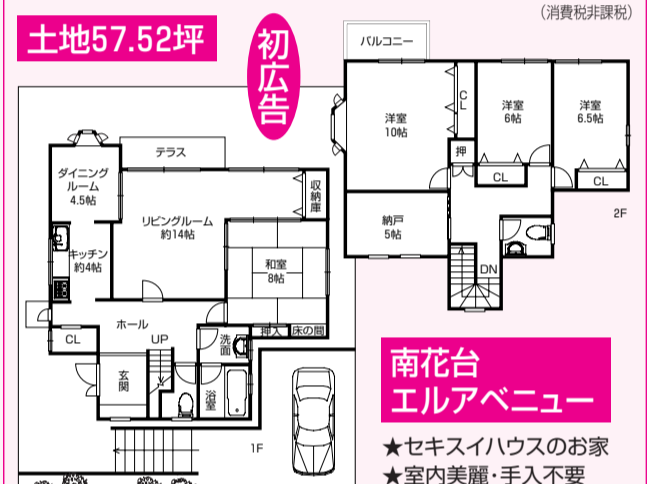 (消費税非課税)
土地57.52坪
初広告
バルコニー
洋室
10帖
CL
洋室
6帖
洋室
6.5帖
押
CL
CL
納戸
5帖
2F
DN
テラス
ダイニング
ルーム
4.5帖
リビングルーム
約14帖
収納庫
キッチン
約4帖
和室
8帖
ホール
UP
押入
床の間
CL
洗面
玄関
浴室
1F
南花台
エルアベニュー
★セキスイハウスのお家
★室内美麗・手入不要